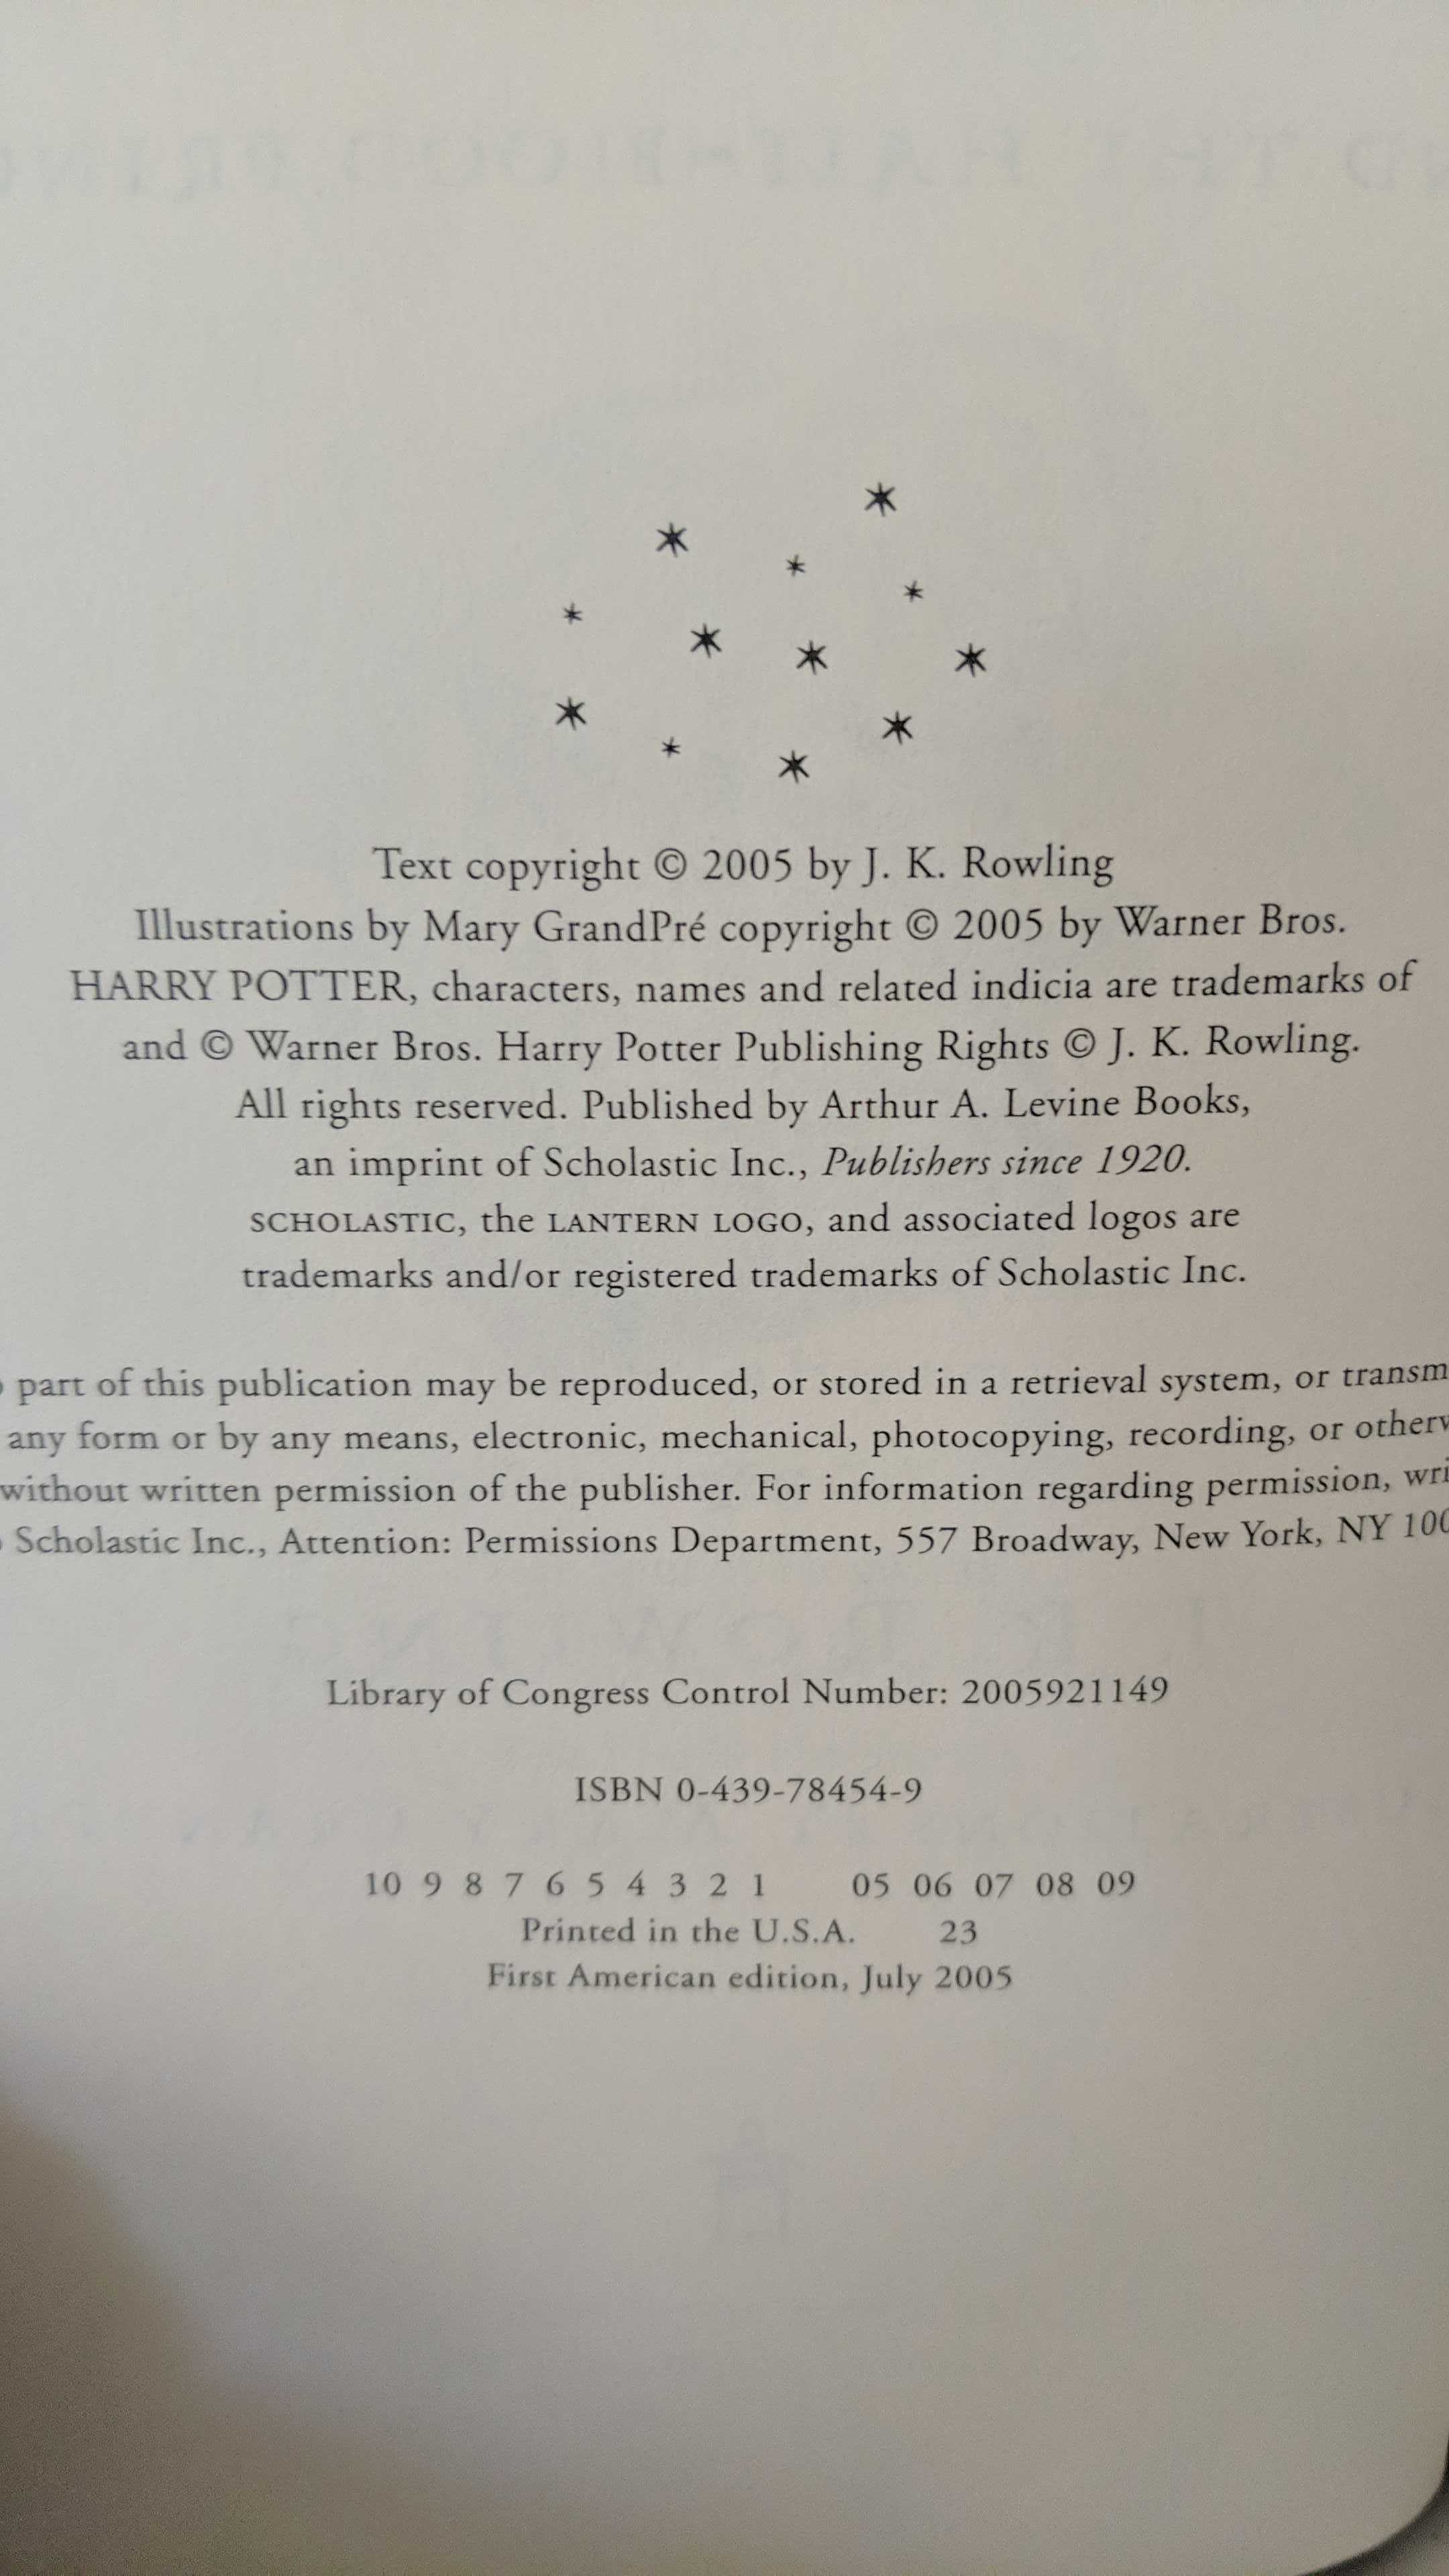 Text copyright © 2005 by J. K. Rowling
Illustrations by Mary GrandPré copyright © 2005 by Warner Bros.
HARRY POTTER, characters, names and related indicia are trademarks of
and © Warner Bros. Harry Potter Publishing Rights © J. K. Rowling.
All rights reserved. Published by Arthur A. Levine Books,
an imprint of Scholastic Inc., Publishers since 1920.
SCHOLASTIC, the LANTERN LOGO, and associated logos are
trademarks and/or registered trademarks of Scholastic Inc.
part of this publication may be reproduced, or stored in a retrieval system, or
any form or by any means, electronic, mechanical, photocopying, recording, or
without written permission of the publisher. For information regarding permission,
Scholastic Inc., Attention: Permissions Department, 557 Broadway, New York, NY
Library of Congress Control Number: 2005921149
ISBN 0-439-78454-9
10 9 8 7 6 5 4 3 2 1 05 06 07 08 09
Printed in the U.S.A. 23
First American edition, July 2005